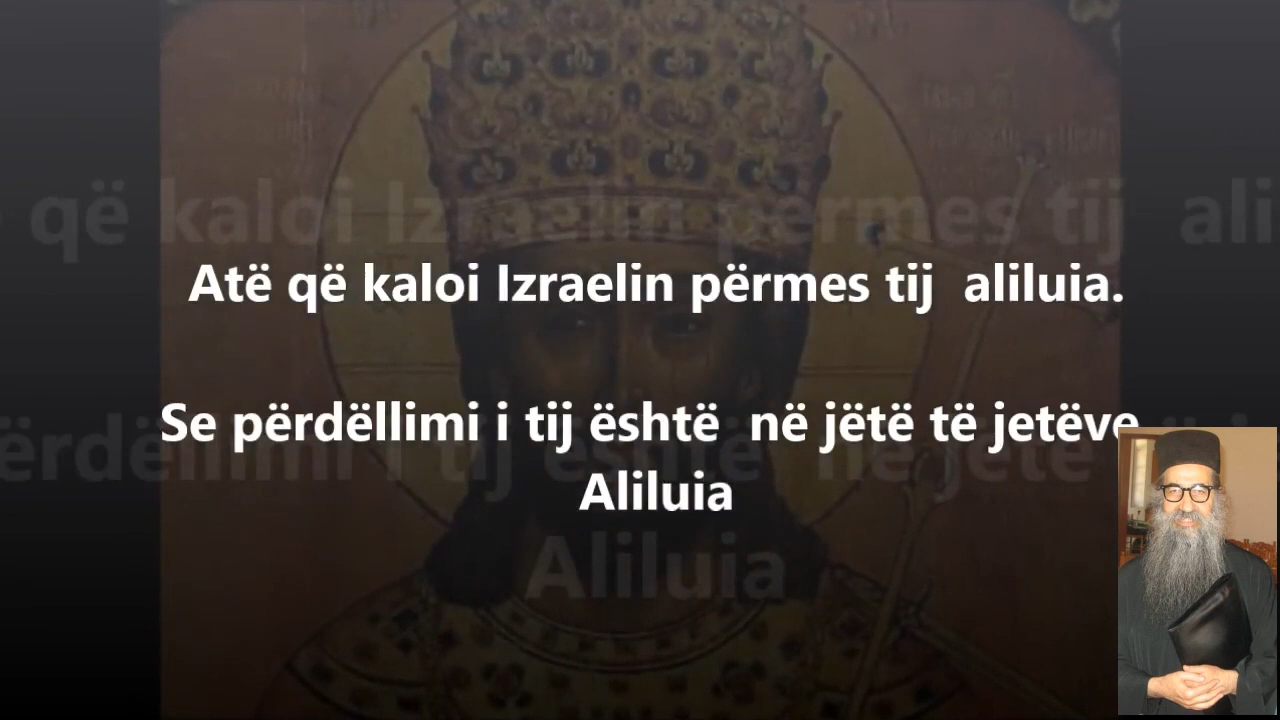 Atë që kaloi Izraelin përmes tij aliluia.
Se përdëllimi i tij është në jëtë të jetëve
Aliluia